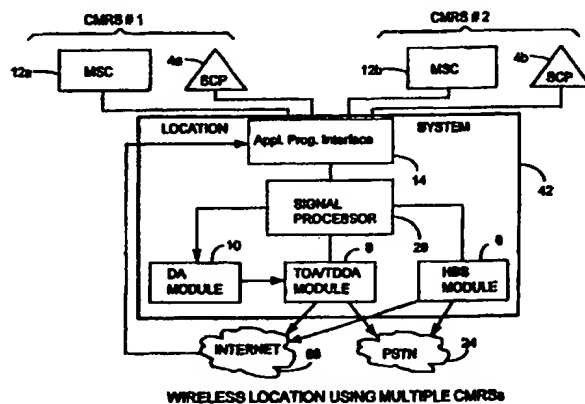 CMRS # 1
CMRS # 2
12a
MSC
4a
SCP
12b
MSC
4b
SCP
LOCATION
Appl. Prog. Interface
SYSTEM
14
42
SIGNAL
PROCESSOR
10
8
DA
MODULE
TOA/TDOA
MODULE
HBS
MODULE
INTERNET
PSTN
24
WIRELESS LOCATION USING MULTIPLE CMRSs